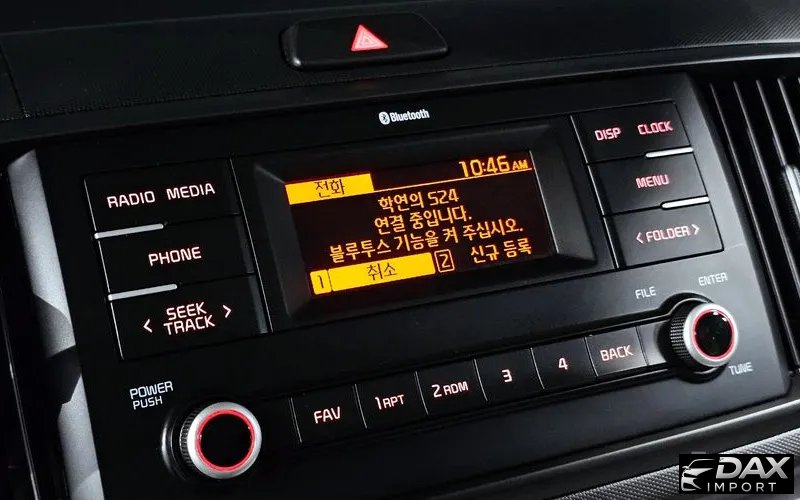 Bluetooth
RADIO MEDIA
PHONE
< SEEK TRACK >
전화 10:46 AM
학연의 S24
연결 중입니다.
블루투스 기능을 켜 주십시오.
1 취소 2 신규 등록
DISP CLOCK
MENU
< FOLDER >
FILE
ENTER
TUNE
POWER
PUSH
FAV 1 RPT 2 RDM 3 4 BACK
DAX
IMPORT